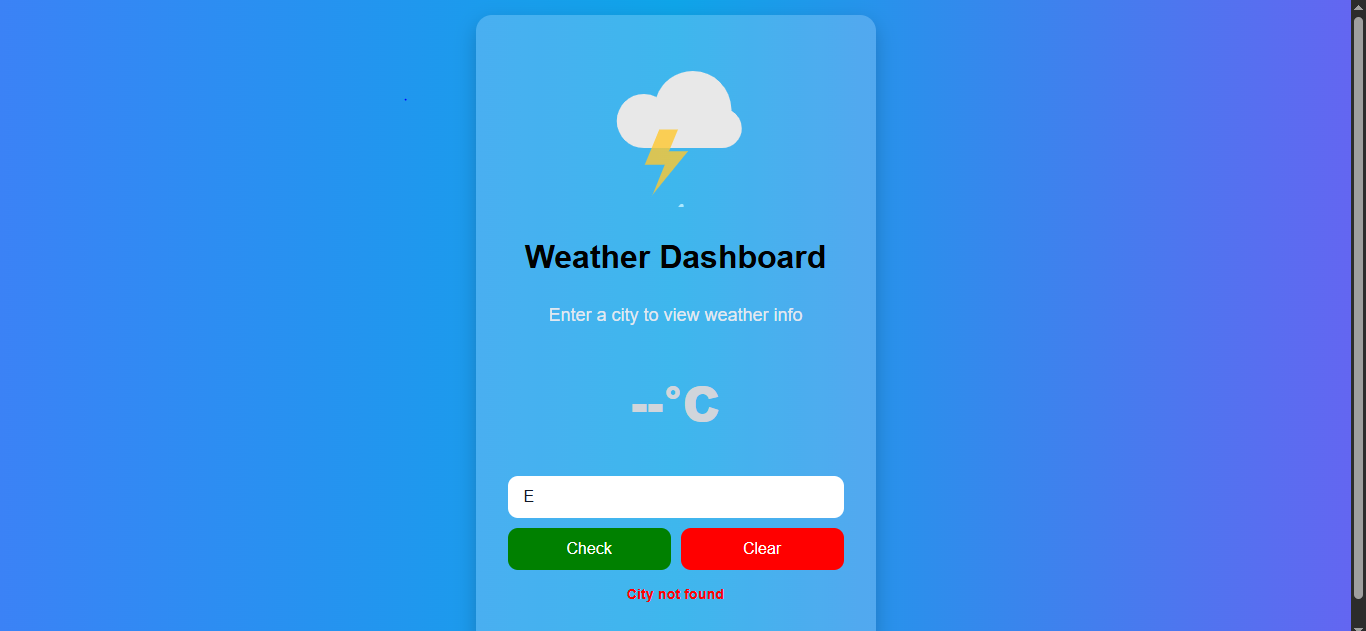 Weather Dashboard
Enter a city to view weather info
--°C
E
Check Clear
City not found